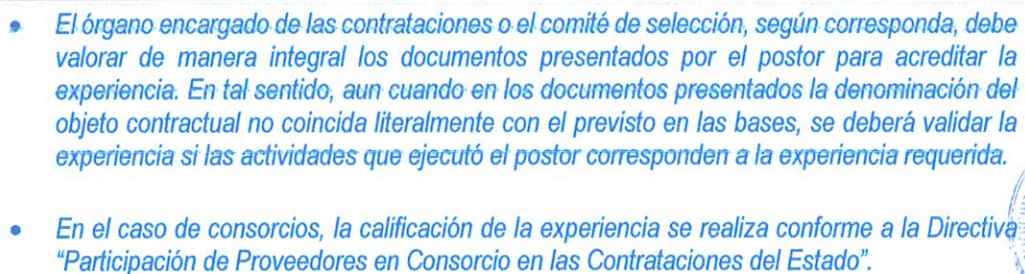 • El órgano encargado de las contrataciones o el comité de selección, según corresponda, debe
valorar de manera integral los documentos presentados por el postor para acreditar la
experiencia. En tal sentido, aun cuando en los documentos presentados la denominación del
objeto contractual no coincida literalmente con el previsto en las bases, se deberá validar la
experiencia si las actividades que ejecutó el postor corresponden a la experiencia requerida.
• En el caso de consorcios, la calificación de la experiencia se realiza conforme a la Directiva
"Participación de Proveedores en Consorcio en las Contrataciones del Estado".